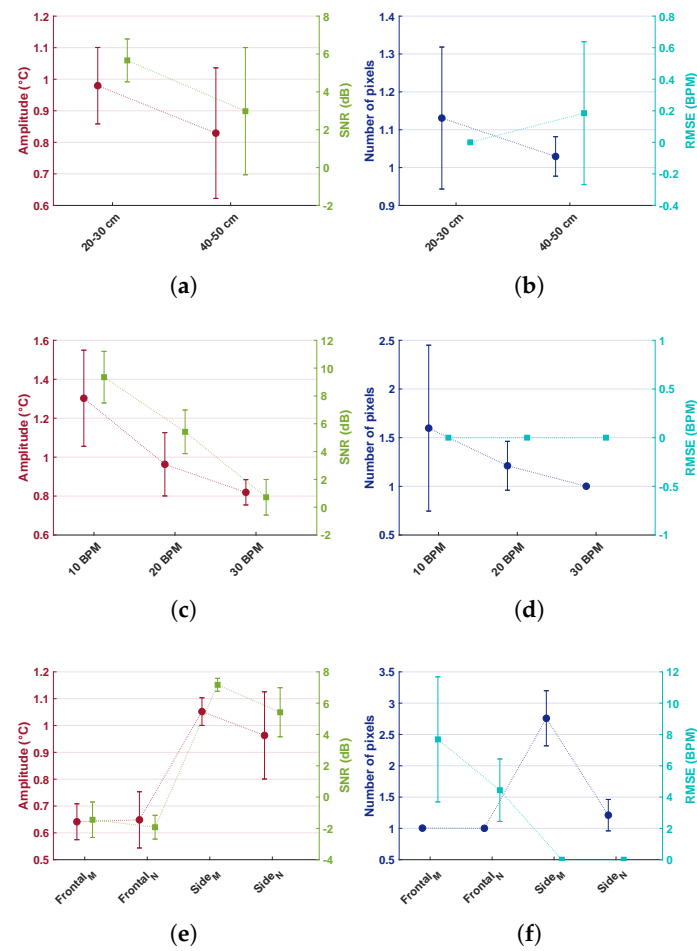 1.2
1.1
1
0.9
0.8
0.7
0.6
Amplitude (°C)
8
6
4
2
0
-2
SNR (dB)
20-30 cm
40-50 cm
(a)
1.4
1.3
1.2
1.1
1
0.9
Number of pixels
0.8
0.6
0.4
0.2
0
-0.2
-0.4
RMSE (BPM)
20-30 cm
40-50 cm
(b)
1.6
1.4
1.2
1
0.8
0.6
Amplitude (°C)
12
10
8
6
4
2
0
-2
SNR (dB)
10 BPM
20 BPM
30 BPM
(c)
2.5
2
1.5
1
0.5
Number of pixels
1
0.5
0
-0.5
-1
RMSE (BPM)
10 BPM
20 BPM
30 BPM
(d)
1.2
1.1
1
0.9
0.8
0.7
0.6
0.5
Amplitude (°C)
8
6
4
2
0
-2
-4
SNR (dB)
Frontal_M
Frontal_N
Side_M
Side_N
(e)
3.5
3
2.5
2
1.5
1
0.5
Number of pixels
12
10
8
6
4
2
0
RMSE (BPM)
Frontal_M
Frontal_N
Side_M
Side_N
(f)